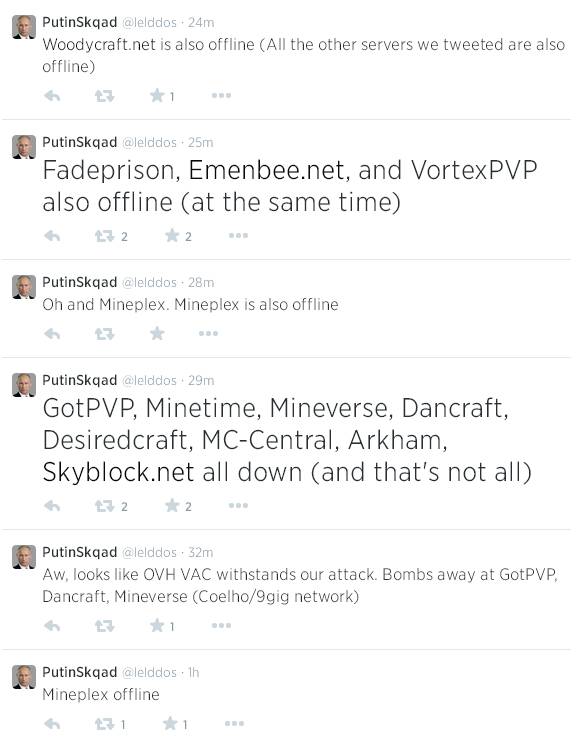 PutinSkqad @lelddos · 24m
Woodycraft.net is also offline (All the other servers we tweeted are also
offline)
1
PutinSkqad @lelddos · 25m
Fadeprison, Emenbee.net, and VortexPVP
also offline (at the same time)
2 2
PutinSkqad @lelddos · 28m
Oh and Mineplex. Mineplex is also offline
PutinSkqad @lelddos · 29m
GotPVP, Minetime, Mineverse, Dancraft,
Desiredcraft, MC-Central, Arkham,
Skyblock.net all down (and that's not all)
2 2
PutinSkqad @lelddos · 32m
Aw, looks like OVH VAC withstands our attack. Bombs away at GotPVP,
Dancraft, Mineverse (Coelho/9gig network)
1
PutinSkqad @lelddos · 1h
Mineplex offline
1 1